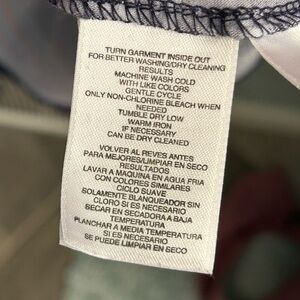 TURN GARMENT INSIDE OUT
FOR BETTER WASHING/DRY CLEANING
RESULTS
MACHINE WASH COLD
WITH LIKE COLORS
GENTLE CYCLE
ONLY NON-CHLORINE BLEACH WHEN
NEEDED
TUMBLE DRY LOW
WARM IRON
IF NECESSARY
CAN BE DRYCLEANED
VOLVER AL REVES ANTES
PARA MEJORES/LIMPIAR EN SECO
RESULTADOS
LAVAR A MAQUINA EN AGUA FRIA
CON COLORES SIMILARES
CICLO SUAVE
SOLAMENTE BLANQUEADOR SIN
CLORO SI ES NECESARIO
SECAR EN SECADORA A BAJA
TEMPERATURA
PLANCHAR A MEDIA TEMPERATURA
SI ES NECESARIO
SE PUEDE LIMPIAR EN SECO